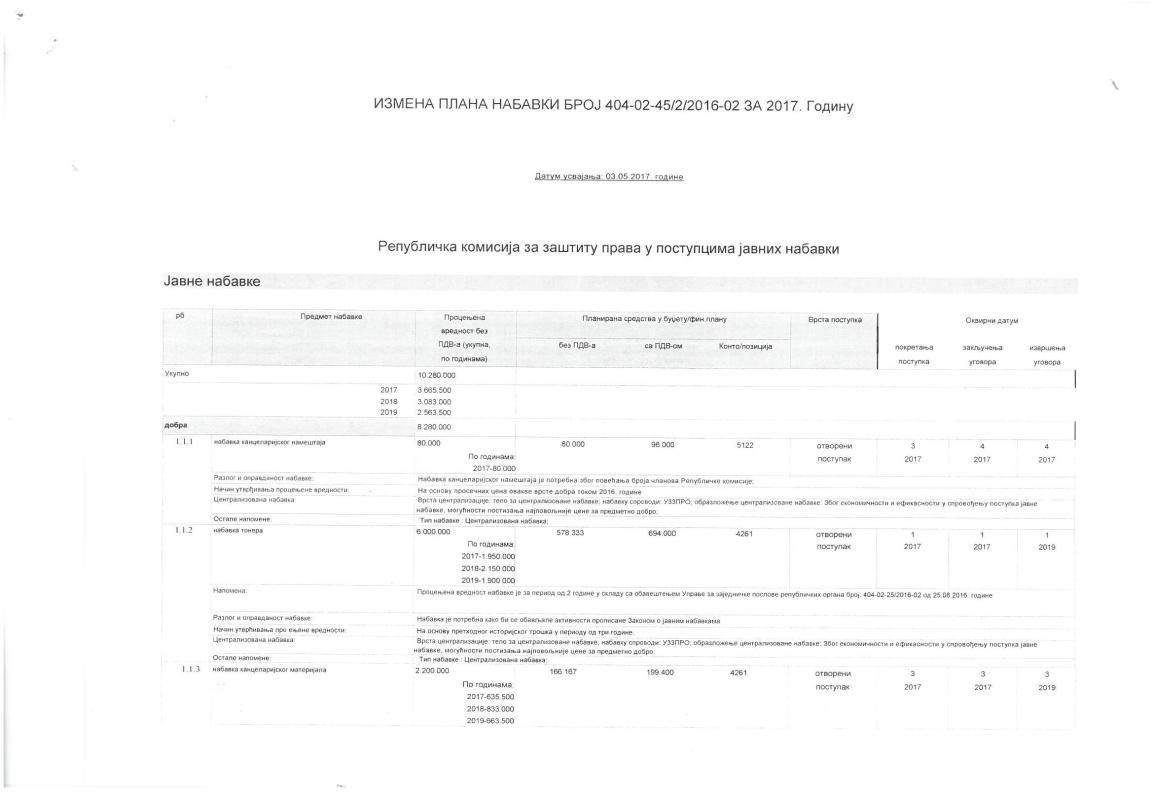 ИЗМЕНА ПЛАНА НАБАВКИ БРОЈ 404-02-45/2/2016-02 ЗА 2017. Годину
Датум усвајања: 03.05.2017. године
Републичка комисија за заштиту права у поступцима јавних набавки
Јавне набавке
рб Предмет набавке Процењена вредност без ПДВ-а (укупна, по годинама) Планирана средства у буџету/фин плану Врста поступка Оквирни датум
без ПДВ-а са ПДВ-ом Конто/позиција покретања поступка закључења уговора извршења уговора
Укупно 10.280.000
2017 3.665.500
2018 3.083.000
2019 2.563.500
добра 8.280.000
1.1.1 набавка канцеларијског намештаја 80.000 80.000 96.000 5122 отворени 3 4 4
По годинама: поступак 2017 2017 2017
2017-80.000
Разлог и оправданост набавке: Набавка канцеларијског намештаја је потребна због повећања броја чланова Републичке комисије;
Начин утврђивања процењене вредности: На основу просечних цена овакве врсте добра током 2016. године
Централизована набавка: Врста централизације: тело за централизоване набавке; набавку спроводи: УЗЗПРО; образложење централизоване набавке: Због економичности и ефикасности у спровођењу поступка јавне
набавке, могућности постизања најповољније цене за предметно добро;
Остале напомене: Тип набавке : Централизована набавка;
1.1.2 набавка тонера 6.000.000 578.333 694.000 4261 отворени 1 1 1
По годинама: поступак 2017 2017 2019
2017-1.950.000
2018-2.150.000
2019-1.900.000
Напомена: Процењена вредност набавке је за период од 2 године у складу са обавештењем Управе за заједничке послове републичких органа број: 404-02-25/2016-02 од 25.08.2016. године
Разлог и оправданост набавке: Набавка је потребна како би се обављале активности прописане Законом о јавним набавкама
Начин утврђивања про ењене вредности: На основу претходног историјског трошка у периоду од три године.
Централизована набавка: Врста централизације: тело за централизоване набавке; набавку спроводи: УЗЗПРО; образложење централизоване набавке: Због економичности и ефикасности у спровођењу поступка јавне
набавке, могућности постизања најповољније цене за предметно добро;
Остале напомене: Тип набавке : Централизована набавка;
1.1.3 набавка канцеларијског материјала 2.200.000 166.167 199.400 4261 отворени 3 3 3
По годинама: поступак 2017 2017 2019
2017-635.500
2018-833.000
2019-663.500